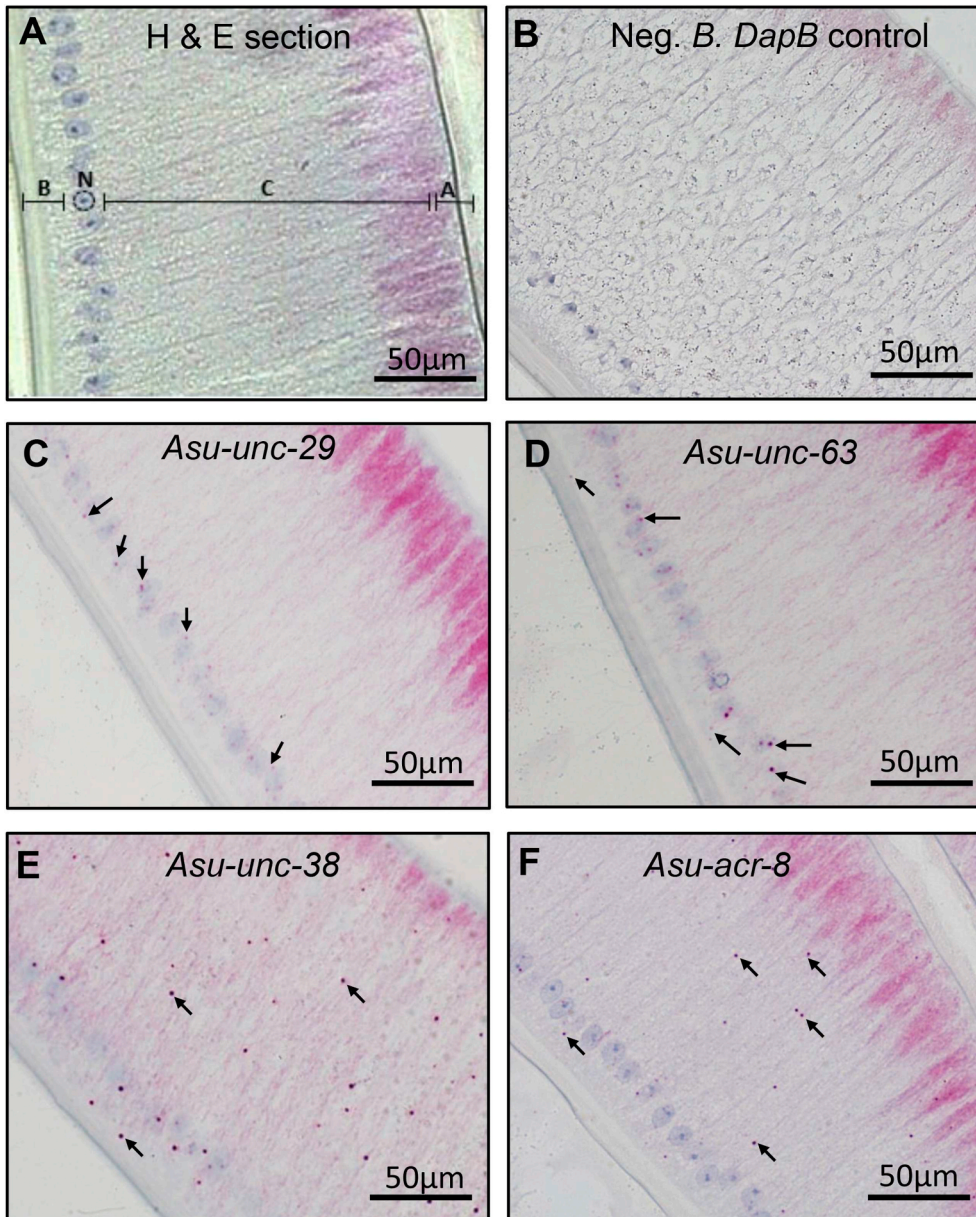 A
H & E section
B
N
C
A
50μm
B
Neg. B. DapB control
50μm
C
Asu-unc-29
50μm
D
Asu-unc-63
50μm
E
Asu-unc-38
50μm
F
Asu-acr-8
50μm